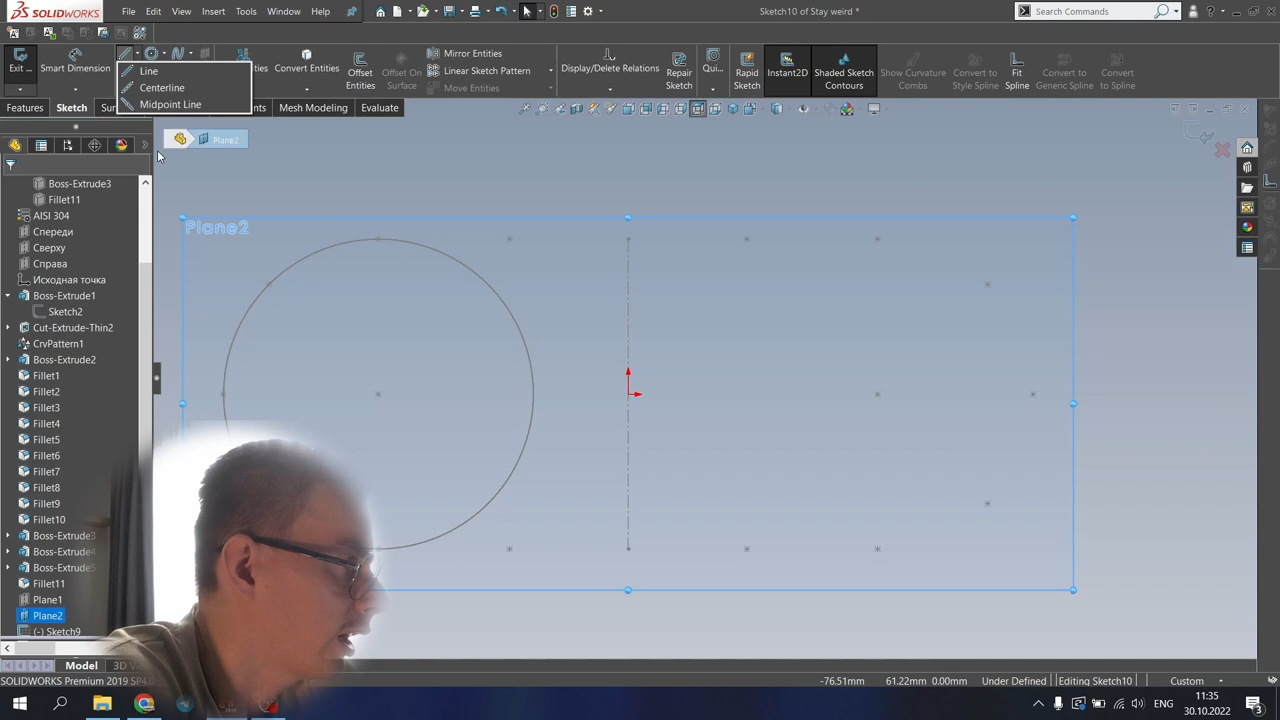 SOLIDWORKS
File
Edit
View
Insert
Tools
Window
Help
Sketch10 of Stay weird *
Search Commands
Exit ...
Smart Dimension
Line
Centerline
Midpoint Line
Convert Entities
Offset
Entities
Offset On
Surface
Mirror Entities
Linear Sketch Pattern
Move Entities
Display/Delete Relations
Repair
Sketch
Qui...
Rapid
Sketch
Instant2D
Shaded Sketch
Contours
Show Curvature
Combs
Convert to
Style Spline
Fit
Spline
Convert to
Generic Spline
Convert to
Spline
Features
Sketch
Mesh Modeling
Evaluate
Plane2
Plane2
Boss-Extrude3
Fillet11
AISI 304
Спереди
Сверху
Справа
Исходная точка
Boss-Extrude1
Sketch2
Cut-Extrude-Thin2
CrvPattern1
Boss-Extrude2
Fillet1
Fillet2
Fillet3
Fillet4
Fillet5
Fillet6
Fillet7
Fillet8
Fillet9
Fillet10
Fillet11
Plane1
Plane2
(-) Sketch9
Model
3D
SOLIDWORKS Premium 2019
-76.51mm
61.22mm 0.00mm
Under Defined
Editing Sketch10
Custom
ENG
11:35
30.10.2022
3